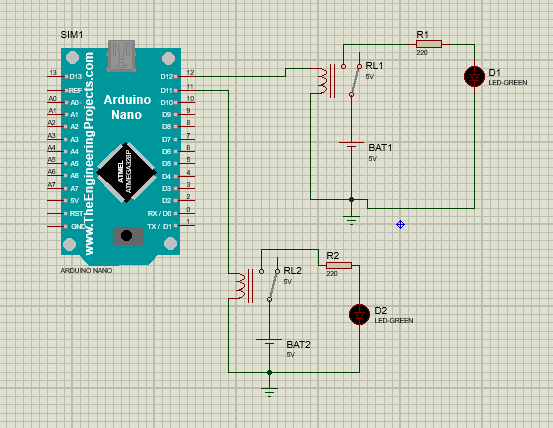 SIM1
13
D13
REF
A0
A0
A1
A1
A2
A2
A3
A3
A4
A4
A5
A5
A6
A6
A7
A7
5V
RST
GND
www.TheEngineeringProjects.com
Arduino
Nano
ATMEL
ATMEGA328P
D12
12
D11
11
D10
10
D9
9
D8
8
D7
7
D6
6
D5
5
D4
4
D3
3
D2
2
RX / D0
0
TX / D1
1
ARDUINO NANO
RL1
5V
R1
220
D1
LED-GREEN
BAT1
5V
RL2
5V
R2
220
D2
LED-GREEN
BAT2
5V